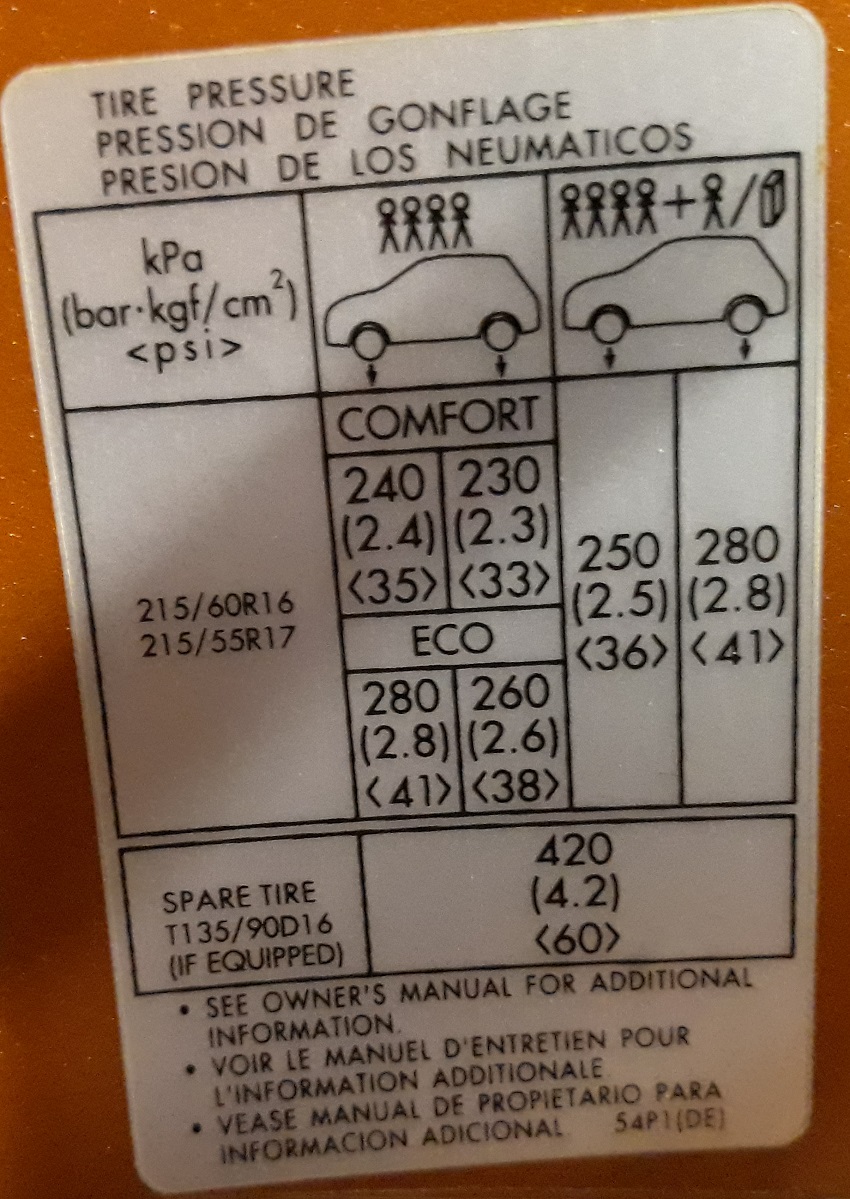 TIRE PRESSURE
PRESSION DE GONFLAGE
PRESION DE LOS NEUMATICOS
kPa
(bar·kgf/cm²)
<psi>
+ /
COMFORT
240 230
(2.4) (2.3)
<35> <33>
215/60R16
215/55R17
250 280
(2.5) (2.8)
<36> <41>
ECO
280 260
(2.8) (2.6)
<41> <38>
SPARE TIRE
T135/90D16
(IF EQUIPPED)
420
(4.2)
<60>
• SEE OWNER'S MANUAL FOR ADDITIONAL
INFORMATION.
• VOIR LE MANUEL D'ENTRETIEN POUR
L'INFORMATION ADDITIONALE
• VEASE MANUAL DE PROPIETARIO PARA
INFORMACION ADICIONAL 54P1(DE)